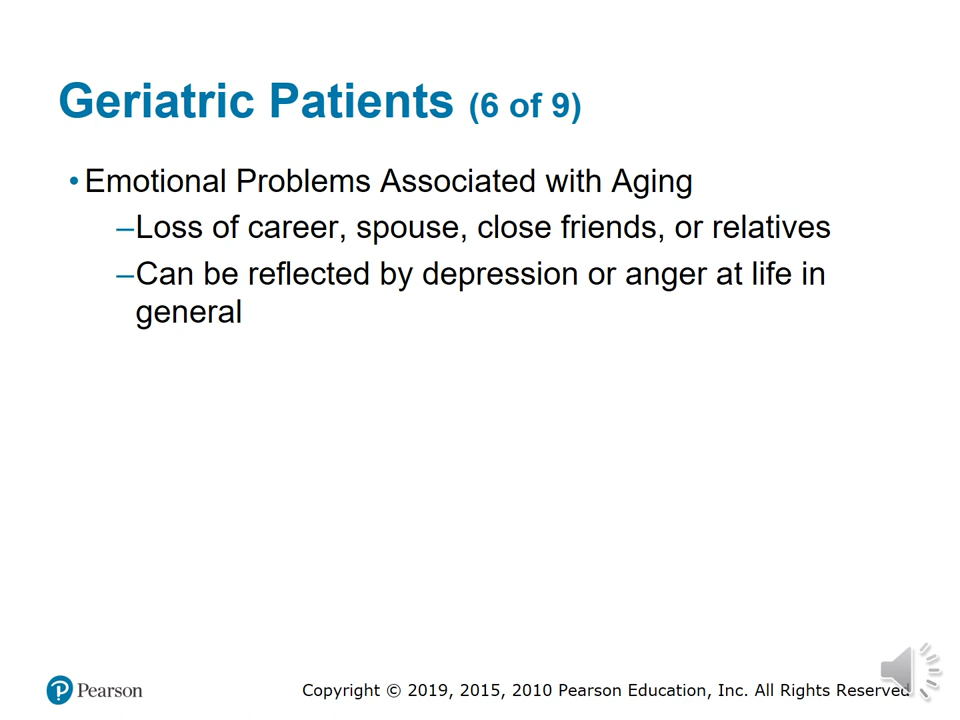 Geriatric Patients (6 of 9)
• Emotional Problems Associated with Aging
–Loss of career, spouse, close friends, or relatives
–Can be reflected by depression or anger at life in
general
Pearson
Copyright © 2019, 2015, 2010 Pearson Education, Inc. All Rights Reserved